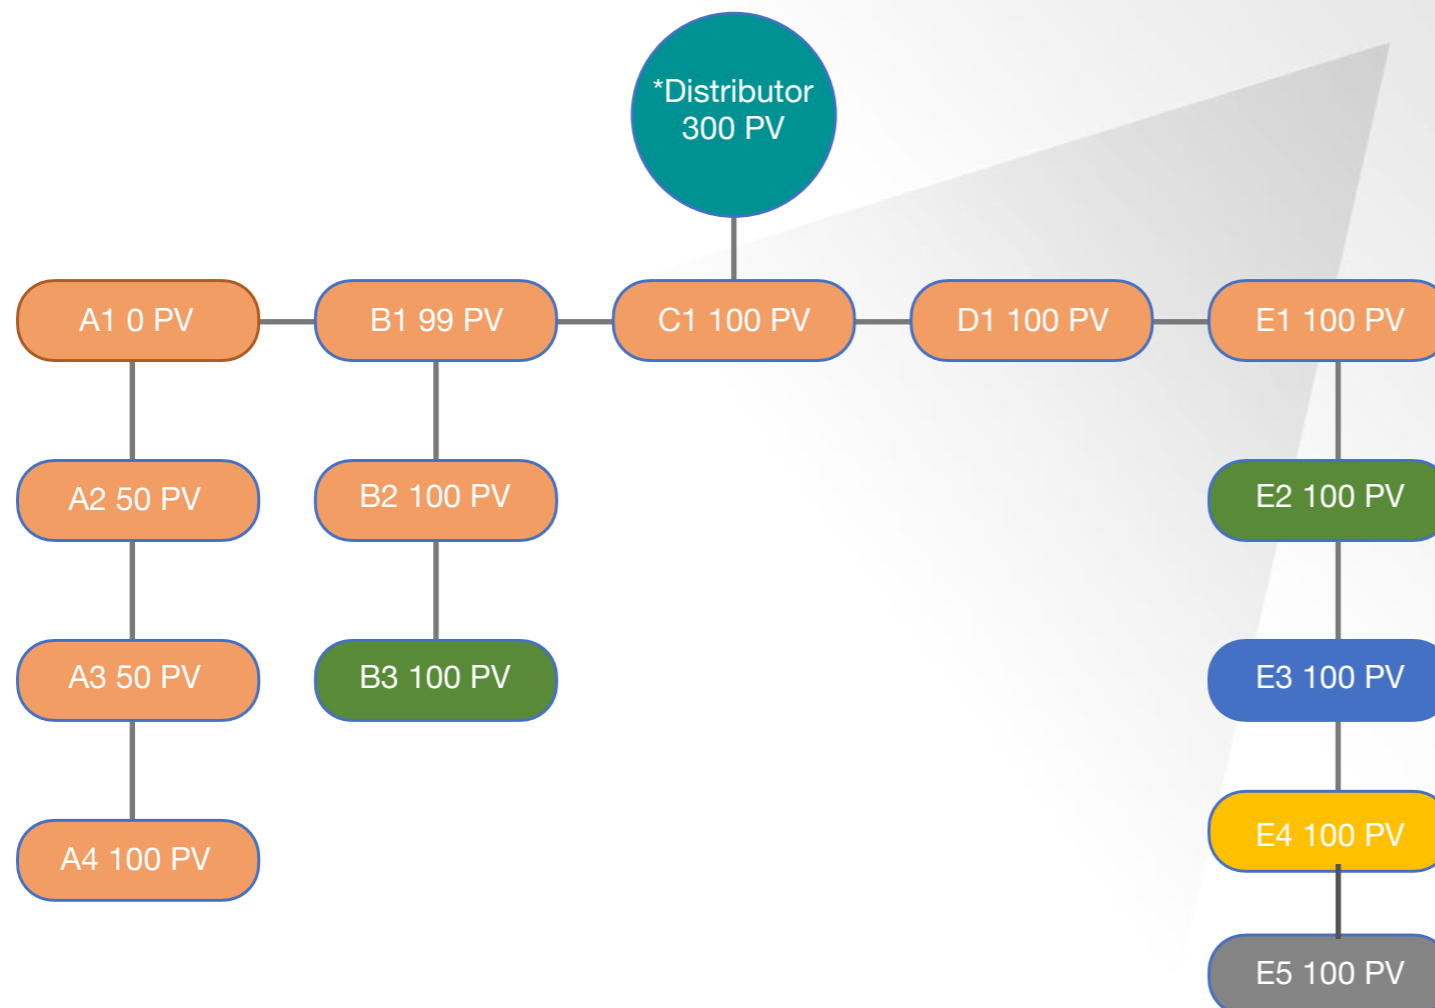 *Distributor
300 PV
A1 0 PV
B1 99 PV
C1 100 PV
D1 100 PV
E1 100 PV
A2 50 PV
B2 100 PV
E2 100 PV
A3 50 PV
B3 100 PV
E3 100 PV
A4 100 PV
E4 100 PV
E5 100 PV